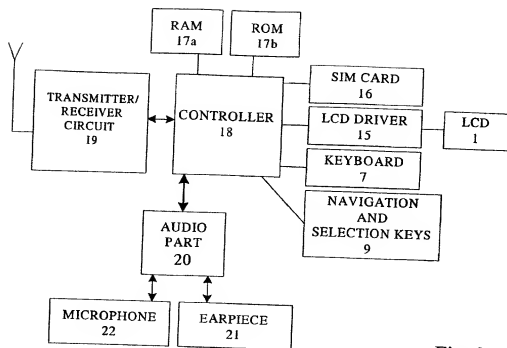 RAM
17a
ROM
17b
TRANSMITTER/
RECEIVER
CIRCUIT
19
CONTROLLER
18
SIM CARD
16
LCD DRIVER
15
LCD
1
KEYBOARD
7
NAVIGATION
AND
SELECTION KEYS
9
AUDIO
PART
20
MICROPHONE
22
EARPIECE
21